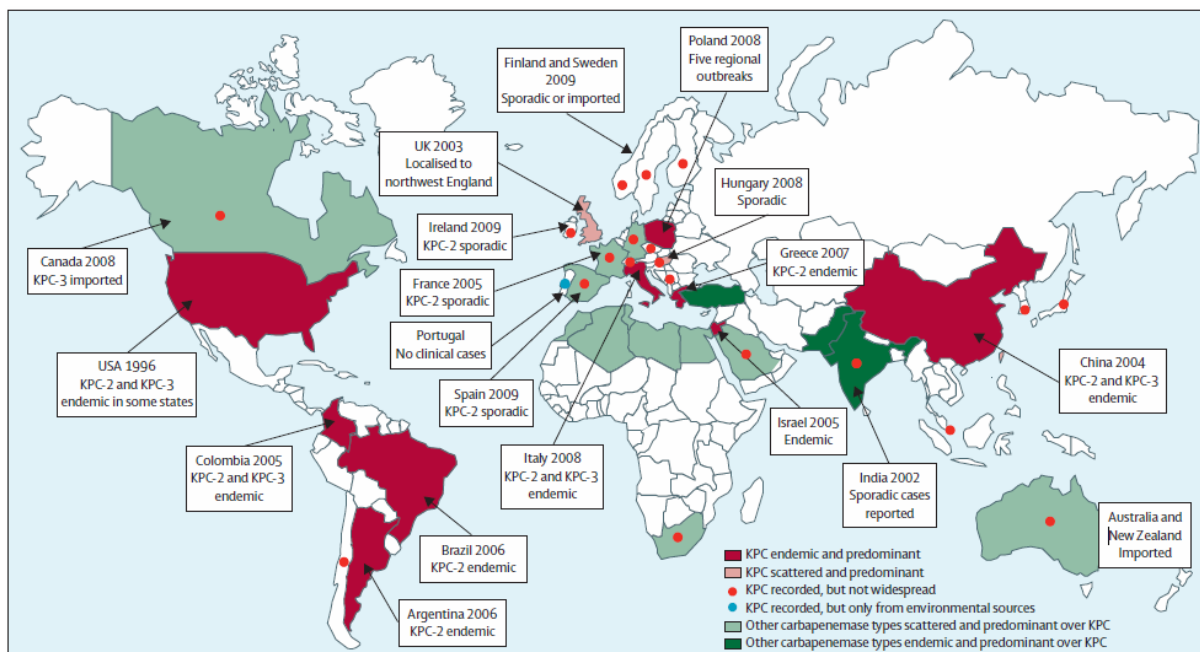 Poland 2008
Five regional
outbreaks
Finland and Sweden
2009
Sporadic or imported
UK 2003
Localised to
northwest England
Hungary 2008
Sporadic
Ireland 2009
KPC-2 sporadic
Greece 2007
KPC-2 endemic
Canada 2008
KPC-3 imported
France 2005
KPC-2 sporadic
Portugal
No clinical cases
USA 1996
KPC-2 and KPC-3
endemic in some states
China 2004
KPC-2 and KPC-3
endemic
Spain 2009
KPC-2 sporadic
Israel 2005
Endemic
Colombia 2005
KPC-2 and KPC-3
endemic
Italy 2008
KPC-2 and KPC-3
endemic
India 2002
Sporadic cases
reported
Brazil 2006
KPC-2 endemic
Australia and
New Zealand
Imported
Argentina 2006
KPC-2 endemic
KPC endemic and predominant
KPC scattered and predominant
KPC recorded, but not widespread
KPC recorded, but only from environmental sources
Other carbapenemase types scattered and predominant over KPC
Other carbapenemase types endemic and predominant over KPC